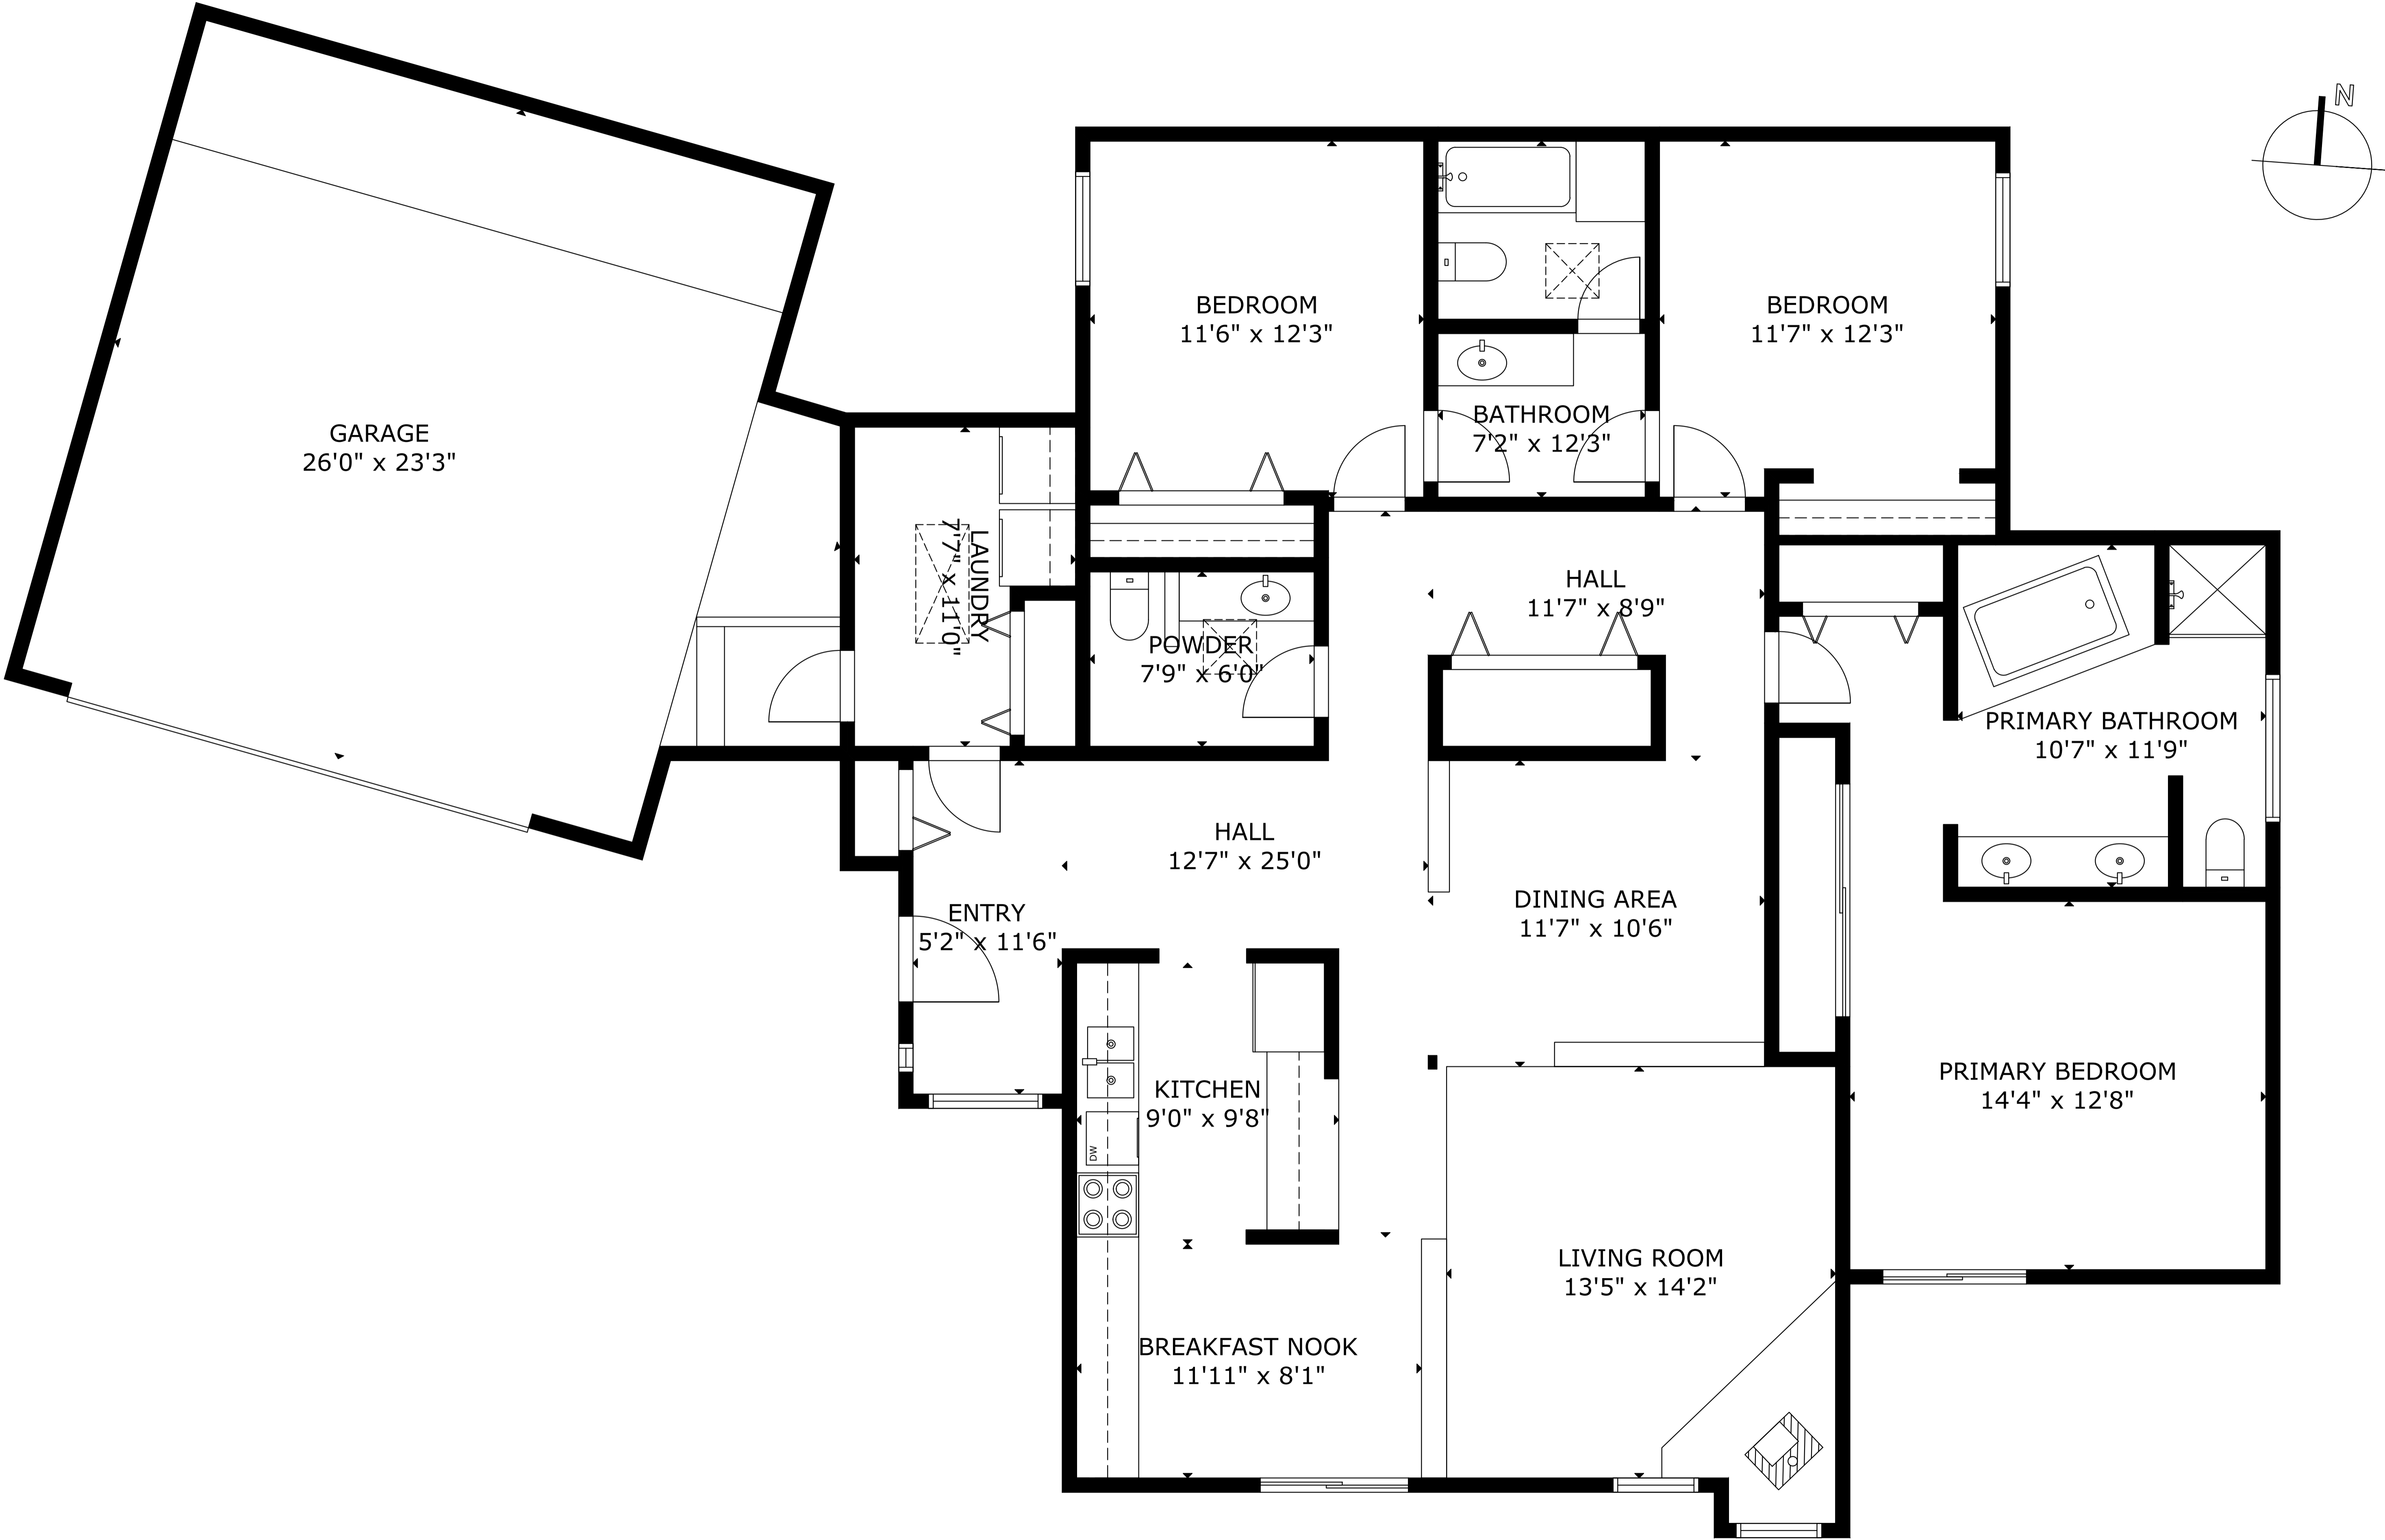 N
BEDROOM
11'6" x 12'3"
BEDROOM
11'7" x 12'3"
BATHROOM
7'2" x 12'3"
GARAGE
26'0" x 23'3"
LAUNDRY
7'7" x 11'0"
HALL
11'7" x 8'9"
POWDER
7'9" x 6'0"
PRIMARY BATHROOM
10'7" x 11'9"
HALL
12'7" x 25'0"
ENTRY
5'2" x 11'6"
DINING AREA
11'7" x 10'6"
KITCHEN
9'0" x 9'8"
DW
PRIMARY BEDROOM
14'4" x 12'8"
LIVING ROOM
13'5" x 14'2"
BREAKFAST NOOK
11'11" x 8'1"